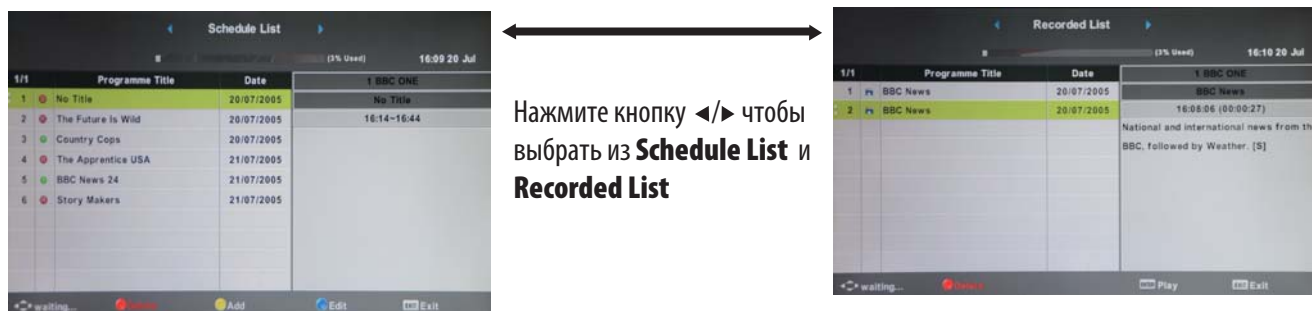 Schedule List
(3% Used) 16:09 20 Jul
1/1 Programme Title Date 1 BBC ONE
1 No Title 20/07/2005 No Title
2 The Future Is Wild 20/07/2005 16:14~16:44
3 Country Cops 20/07/2005
4 The Apprentice USA 21/07/2005
5 BBC News 24 21/07/2005
6 Story Makers 21/07/2005
waiting... Delete Add Edit EXIT Exit
Нажмите кнопку ◄/► чтобы
выбрать из Schedule List и
Recorded List
Recorded List
(3% Used) 16:10 20 Jul
1/1 Programme Title Date 1 BBC ONE
1 BBC News 20/07/2005 BBC News
2 BBC News 20/07/2005 16:08:06 (00:00:27)
National and international news from th
BBC, followed by Weather. [S]
waiting... Delete Play EXIT Exit